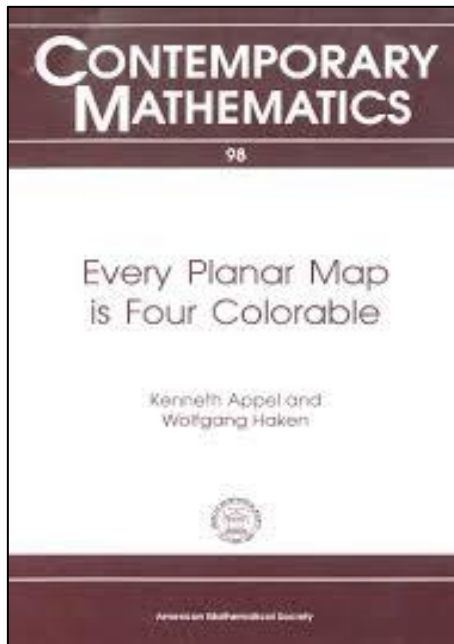 CONTEMPORARY
MATHEMATICS
98
Every Planar Map
is Four Colorable
Kenneth Appel and
Wolfgang Haken
American Mathematical Society